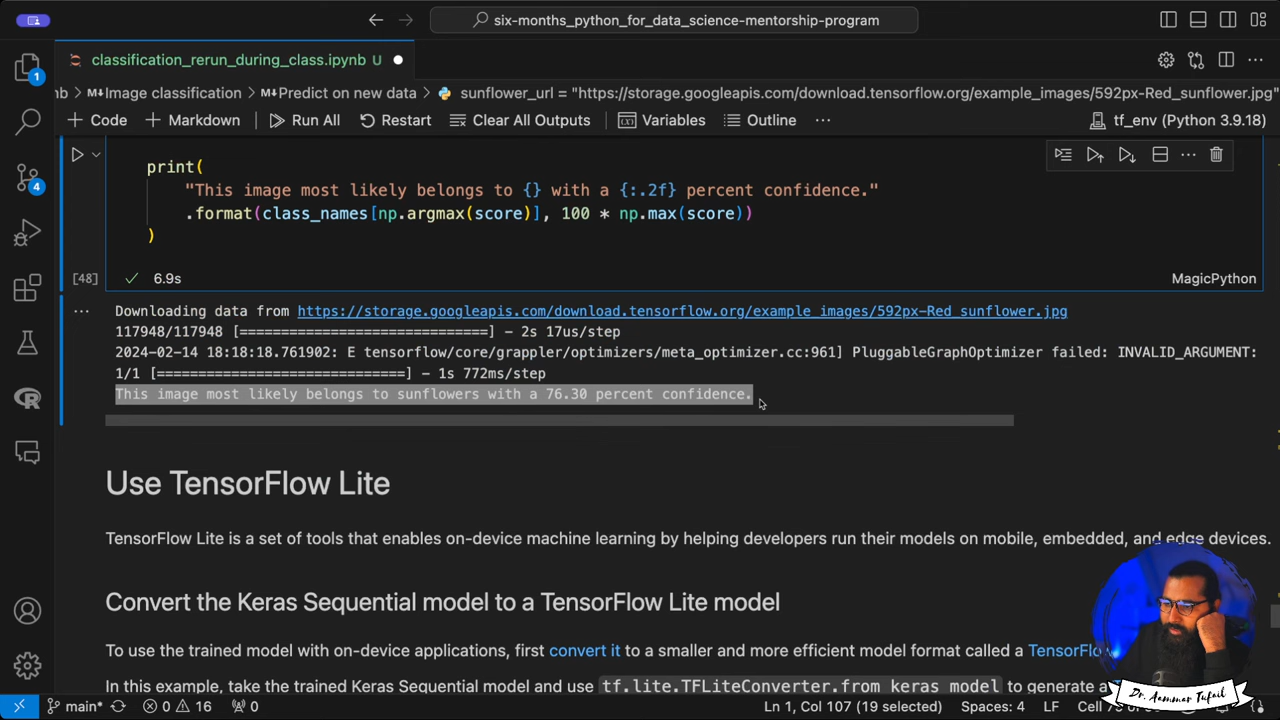 six-months_python_for_data_science-mentorship-program
classification_rerun_during_class.ipynb U
nb > M↓Image classification > M↓Predict on new data > sunflower_url = "https://storage.googleapis.com/download.tensorflow.org/example_images/592px-Red_sunflower.jpg"
+ Code + Markdown Run All Restart Clear All Outputs Variables Outline ... tf_env (Python 3.9.18)
print(
"This image most likely belongs to {} with a {:.2f} percent confidence."
.format(class_names[np.argmax(score)], 100 * np.max(score))
)
[48] 6.9s MagicPython
Downloading data from https://storage.googleapis.com/download.tensorflow.org/example_images/592px-Red_sunflower.jpg
117948/117948 [==============================] - 2s 17us/step
2024-02-14 18:18:18.761902: E tensorflow/core/grappler/optimizers/meta_optimizer.cc:961] PluggableGraphOptimizer failed: INVALID_ARGUMENT:
1/1 [==============================] - 1s 772ms/step
This image most likely belongs to sunflowers with a 76.30 percent confidence.
Use TensorFlow Lite
TensorFlow Lite is a set of tools that enables on-device machine learning by helping developers run their models on mobile, embedded, and edge devices.
Convert the Keras Sequential model to a TensorFlow Lite model
To use the trained model with on-device applications, first convert it to a smaller and more efficient model format called a
In this example, take the trained Keras Sequential model and use tf.lite.TFLiteConverter.from_keras_model to generate a
Dr. Aammar Tufail
main* 0 16 0 Ln 1, Col 107 (19 selected) Spaces: 4 LF
1
4